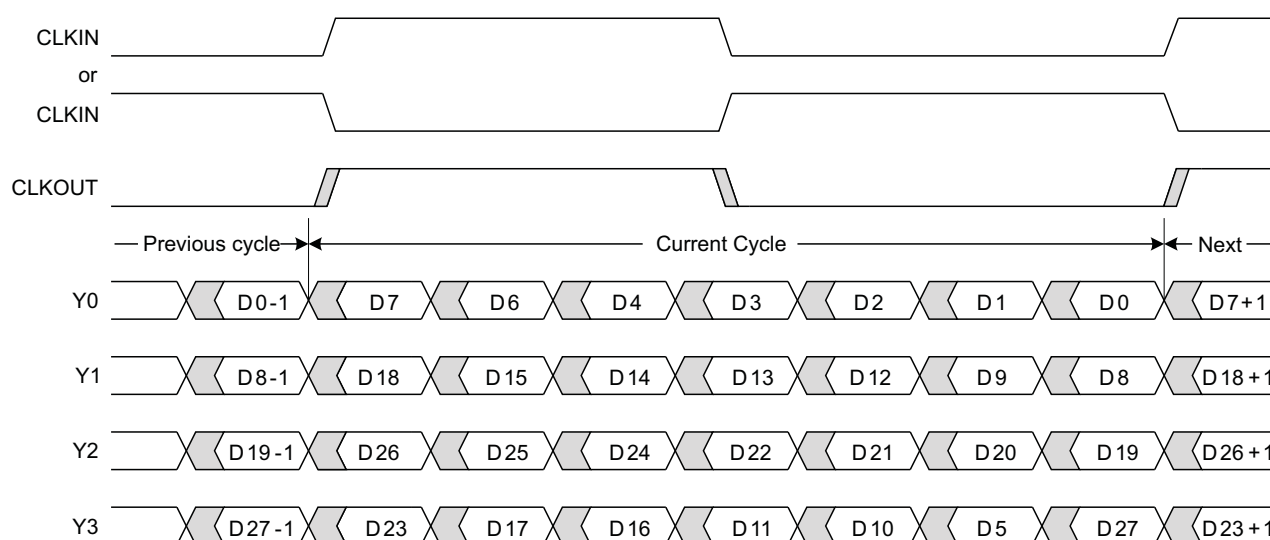 CLKIN
or
CLKIN
CLKOUT
Previous cycle Current Cycle Next
Y0 D0-1 D7 D6 D4 D3 D2 D1 D0 D7+1
Y1 D8-1 D18 D15 D14 D13 D12 D9 D8 D18+1
Y2 D19-1 D26 D25 D24 D22 D21 D20 D19 D26+1
Y3 D27-1 D23 D17 D16 D11 D10 D5 D27 D23+1